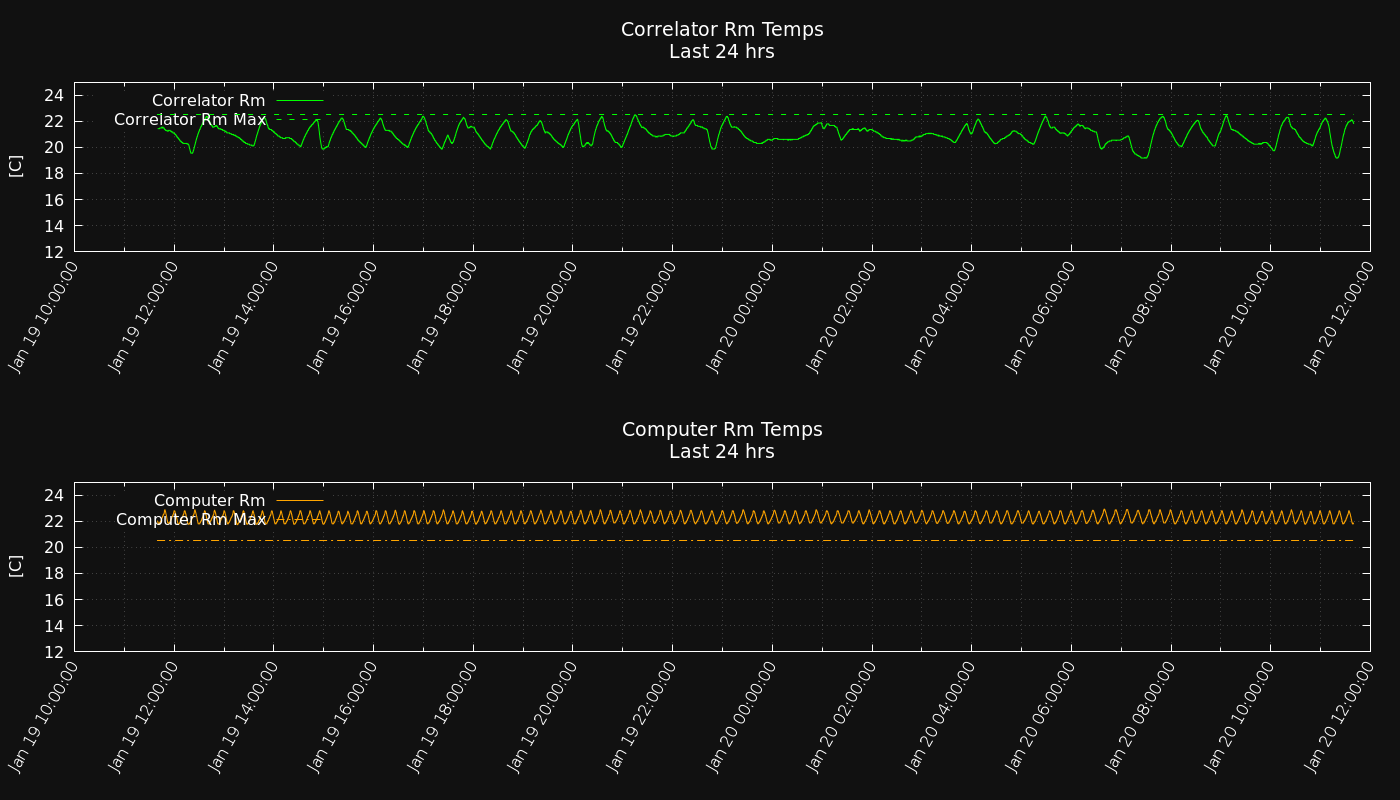 Correlator Rm Temps
Last 24 hrs
Correlator Rm
Correlator Rm Max
24
22
20
18
16
14
12
[C]
Jan 19 10:00:00
Jan 19 12:00:00
Jan 19 14:00:00
Jan 19 16:00:00
Jan 19 18:00:00
Jan 19 20:00:00
Jan 19 22:00:00
Jan 20 00:00:00
Jan 20 02:00:00
Jan 20 04:00:00
Jan 20 06:00:00
Jan 20 08:00:00
Jan 20 10:00:00
Jan 20 12:00:00
Computer Rm Temps
Last 24 hrs
Computer Rm
Computer Rm Max
24
22
20
18
16
14
12
[C]
Jan 19 10:00:00
Jan 19 12:00:00
Jan 19 14:00:00
Jan 19 16:00:00
Jan 19 18:00:00
Jan 19 20:00:00
Jan 19 22:00:00
Jan 20 00:00:00
Jan 20 02:00:00
Jan 20 04:00:00
Jan 20 06:00:00
Jan 20 08:00:00
Jan 20 10:00:00
Jan 20 12:00:00